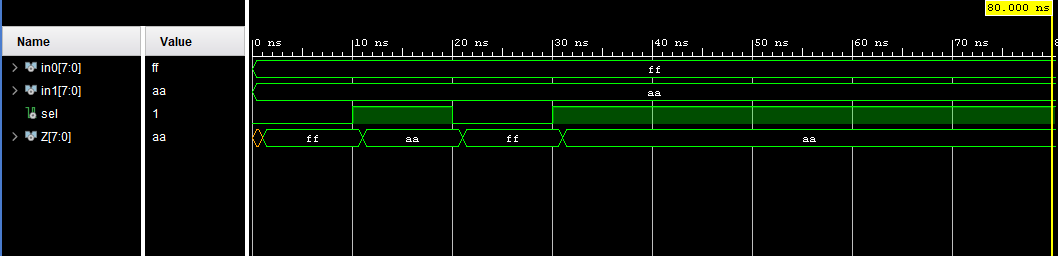 80.000 ns
Name Value
0 ns 10 ns 20 ns 30 ns 40 ns 50 ns 60 ns 70 ns 8
in0[7:0] ff ff
in1[7:0] aa aa
sel 1
Z[7:0] aa ff aa ff aa